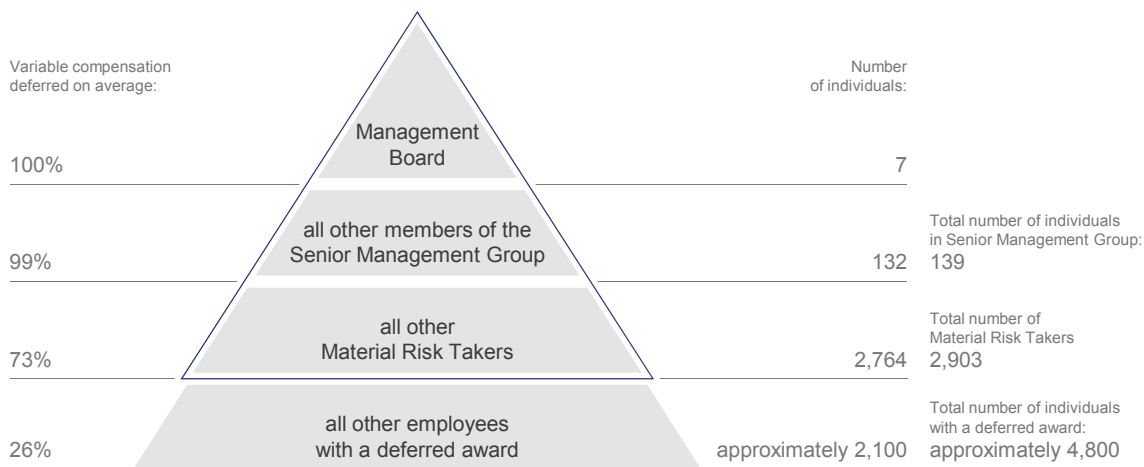 Variable compensation
deferred on average:
Number
of individuals:
Management
Board
100%
7
all other members of the
Senior Management Group
99%
132
Total number of individuals
in Senior Management Group:
139
all other
Material Risk Takers
73%
2,764
Total number of
Material Risk Takers
2,903
all other employees
with a deferred award
26%
approximately 2,100
Total number of individuals
with a deferred award:
approximately 4,800